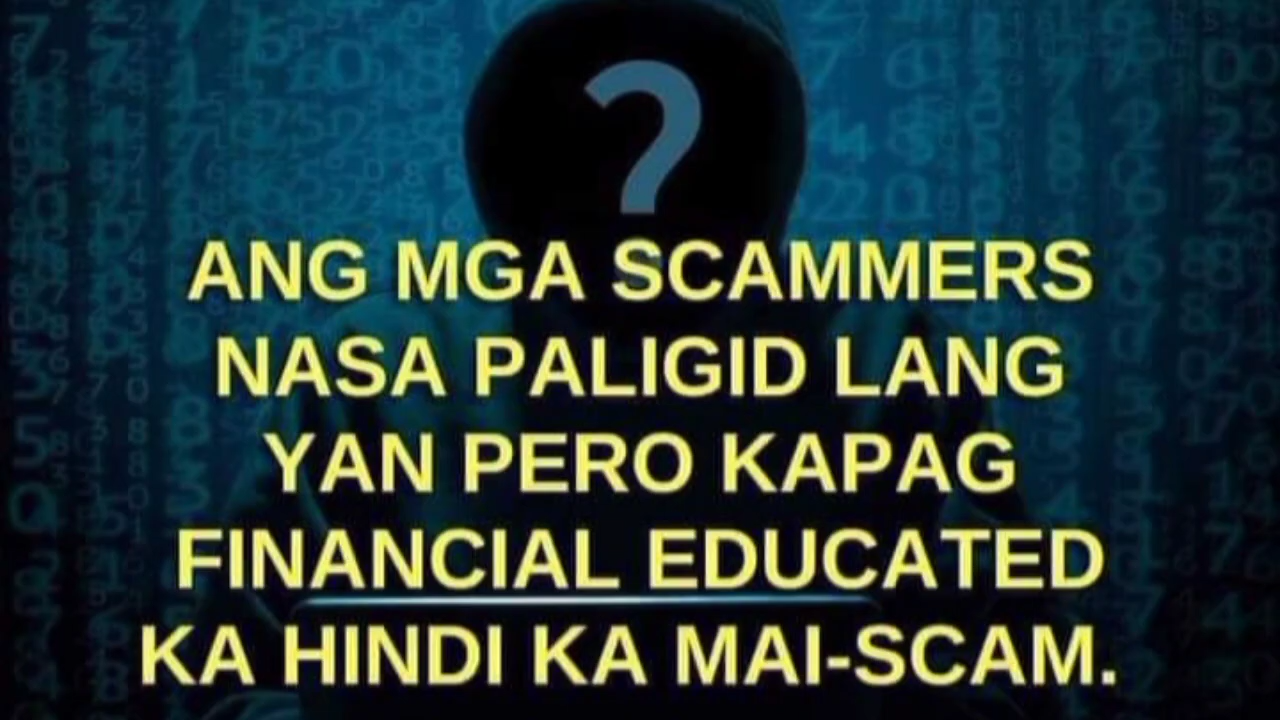 ?
ANG MGA SCAMMERS
NASA PALIGID LANG
YAN PERO KAPAG
FINANCIAL EDUCATED
KA HINDI KA MAI-SCAM.